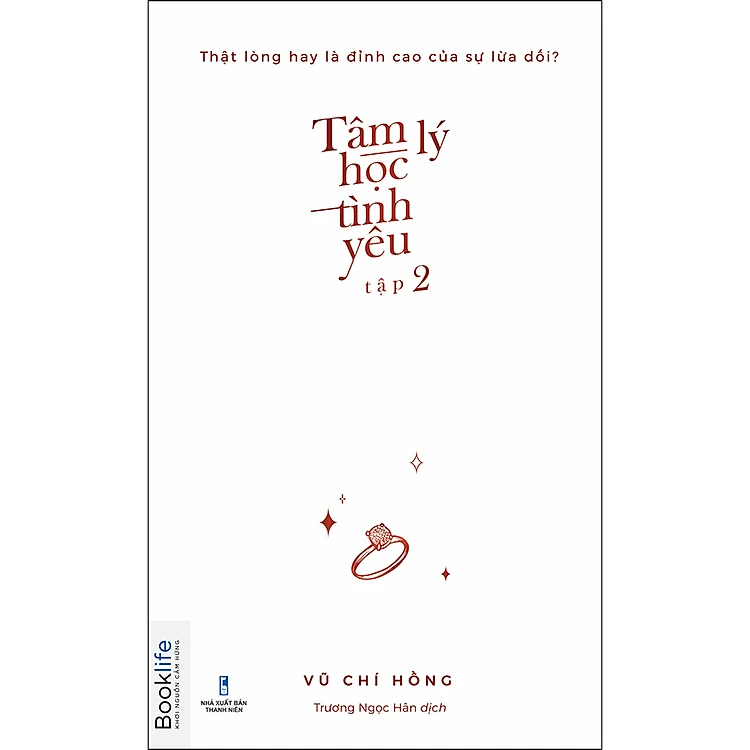 Thật lòng hay là đỉnh cao của sự lừa dối?
Tâm lý
học
tình
yêu
tập 2
VŨ CHÍ HỒNG
Trương Ngọc Hân dịch
Booklife
KHƠI NGUỒN CẢM HỨNG
NHÀ XUẤT BẢN
THANH NIÊN